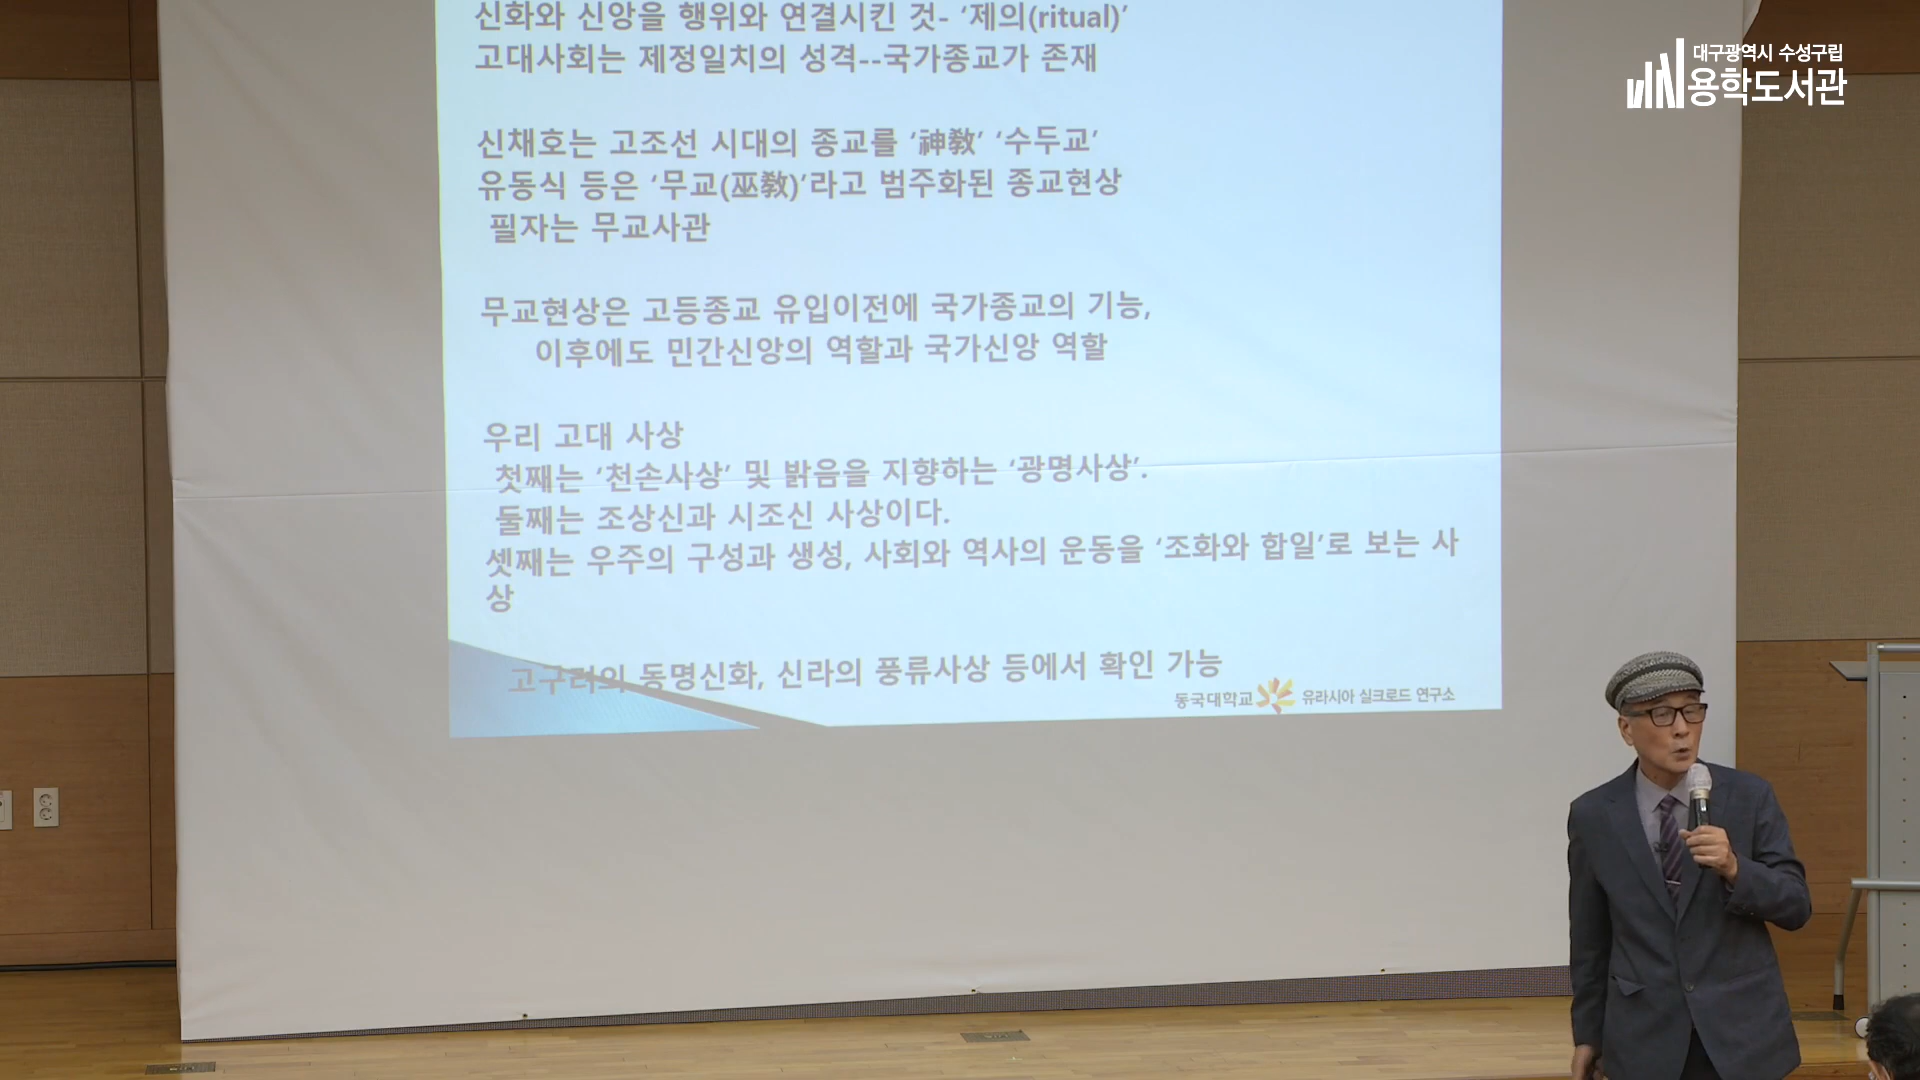 신화와 신앙을 행위와 연결시킨 것- ‘제의(ritual)’
고대사회는 제정일치의 성격--국가종교가 존재
신채호는 고조선 시대의 종교를 ‘神敎’ ‘수두교’
유동식 등은 ‘무교(巫敎)’라고 범주화된 종교현상
필자는 무교사관
무교현상은 고등종교 유입이전에 국가종교의 기능,
이후에도 민간신앙의 역할과 국가신앙 역할
우리 고대 사상
첫째는 ‘천손사상’ 및 밝음을 지향하는 ‘광명사상’.
둘째는 조상신과 시조신 사상이다.
셋째는 우주의 구성과 생성, 사회와 역사의 운동을 ‘조화와 합일’로 보는 사
상
고구려의 동명신화, 신라의 풍류사상 등에서 확인 가능
동국대학교 유라시아 실크로드 연구소
대구광역시 수성구립
용학도서관